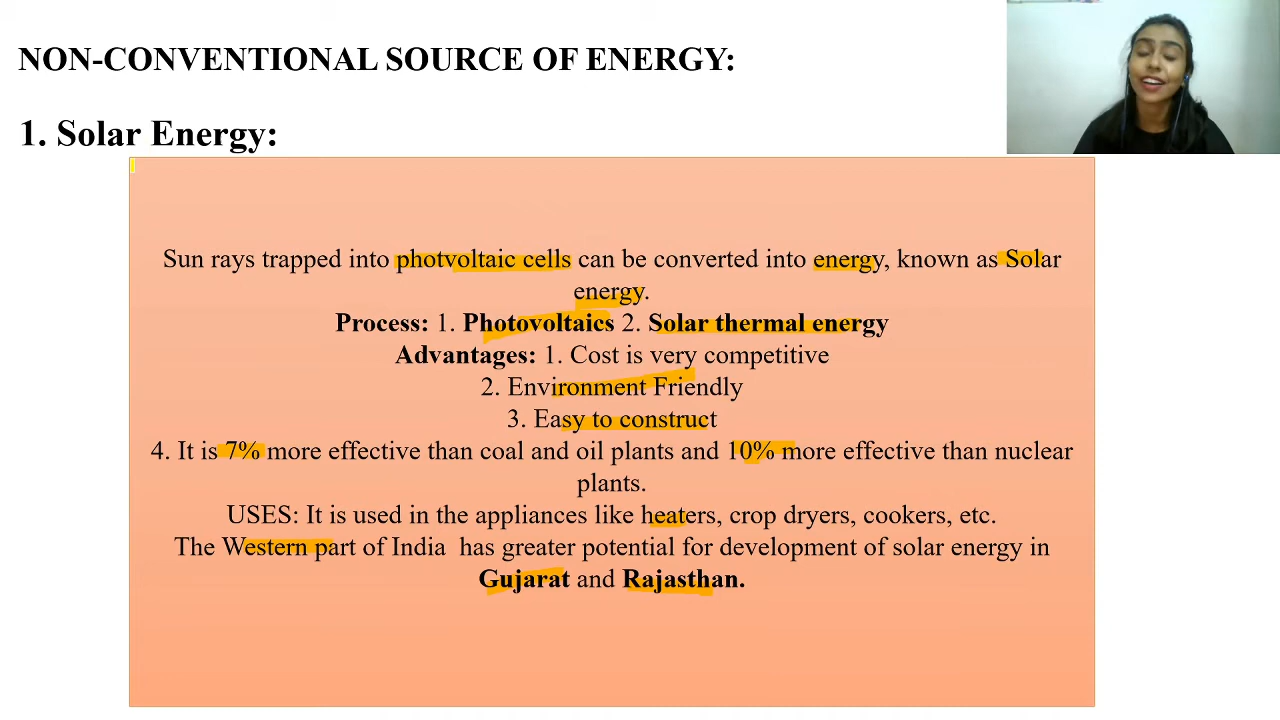 NON-CONVENTIONAL SOURCE OF ENERGY:
1. Solar Energy:
Sun rays trapped into photvoltaic cells can be converted into energy, known as Solar
energy.
Process: 1. Photovoltaics 2. Solar thermal energy
Advantages: 1. Cost is very competitive
2. Environment Friendly
3. Easy to construct
4. It is 7% more effective than coal and oil plants and 10% more effective than nuclear
plants.
USES: It is used in the appliances like heaters, crop dryers, cookers, etc.
The Western part of India has greater potential for development of solar energy in
Gujarat and Rajasthan.